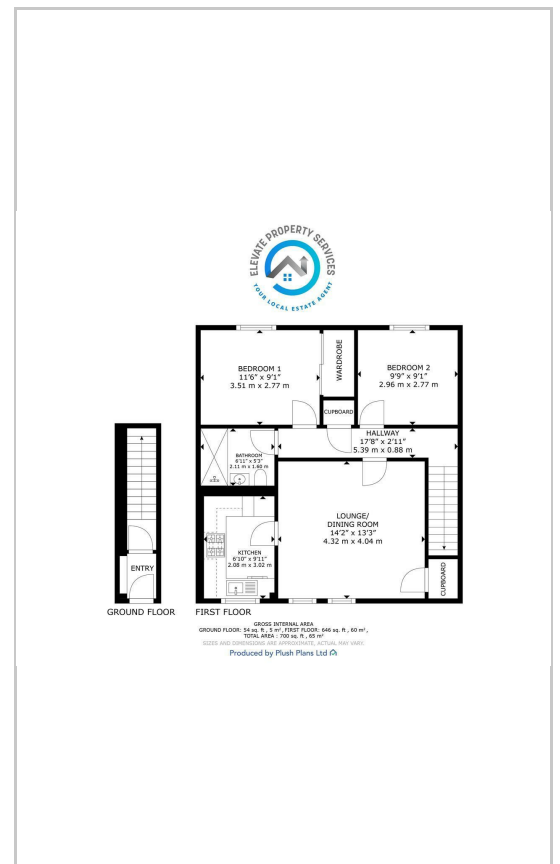 ELEVATE PROPERTY SERVICES
YOUR LOCAL ESTATE AGENT
BEDROOM 1
11'6" x 9'1"
3.51 m x 2.77 m
WARDROBE
BEDROOM 2
9'9" x 9'1"
2.96 m x 2.77 m
CUPBOARD
HALLWAY
17'8" x 2'11"
5.39 m x 0.88 m
BATHROOM
6'11" x 5'3"
2.11 m x 1.60 m
LOUNGE/
DINING ROOM
14'2" x 13'3"
4.32 m x 4.04 m
KITCHEN
6'10" x 9'11"
2.08 m x 3.02 m
ENTRY
CUPBOARD
GROUND FLOOR
FIRST FLOOR
GROSS INTERNAL AREA
GROUND FLOOR: 54 sq. ft , 5 m², FIRST FLOOR: 646 sq. ft , 60 m² ,
TOTAL AREA : 700 sq. ft , 65 m²
SIZES AND DIMENSIONS ARE APPROXIMATE, ACTUAL MAY VARY.
Produced by Plush Plans Ltd